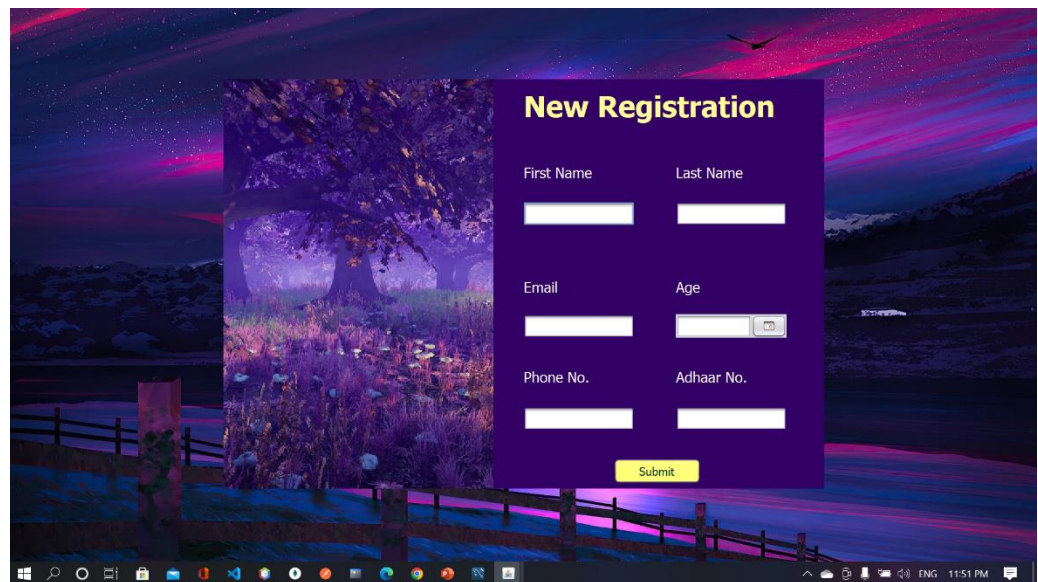 New Registration
First Name Last Name
Email Age
Phone No. Adhaar No.
Submit
ENG 11:51 PM